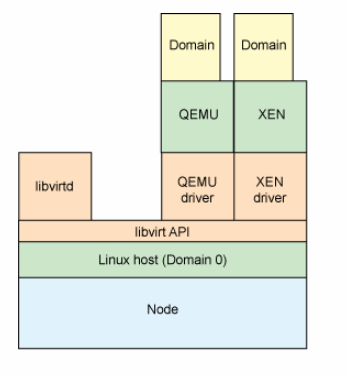 Domain
Domain
QEMU
XEN
libvirtd
QEMU
driver
XEN
driver
libvirt API
Linux host (Domain 0)
Node